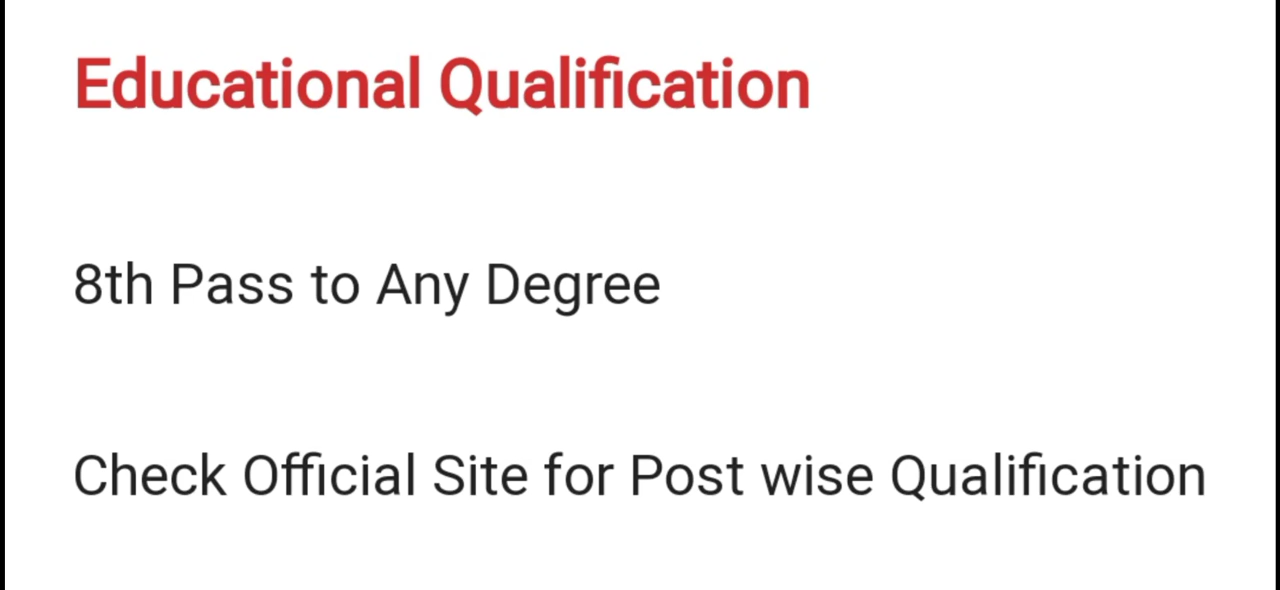 Educational Qualification
8th Pass to Any Degree
Check Official Site for Post wise Qualification